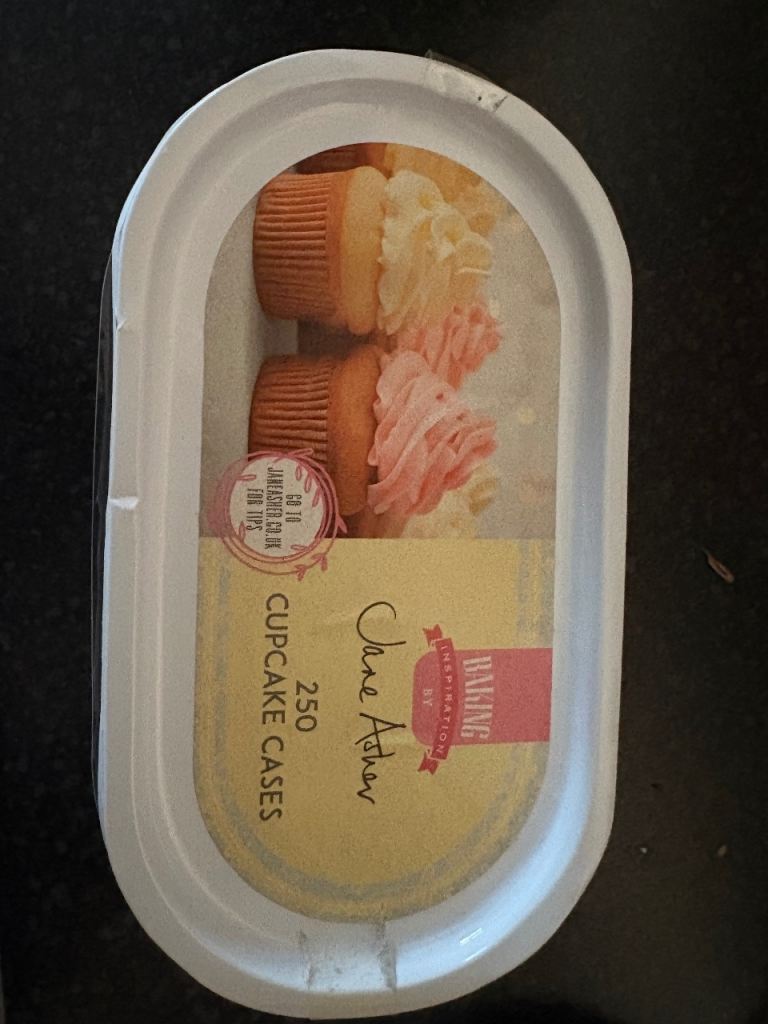 BAKING
INSPIRATION
BY
Jane Asher
250
CUPCAKE CASES
GO TO
JANEASHER.CO.UK
FOR TIPS